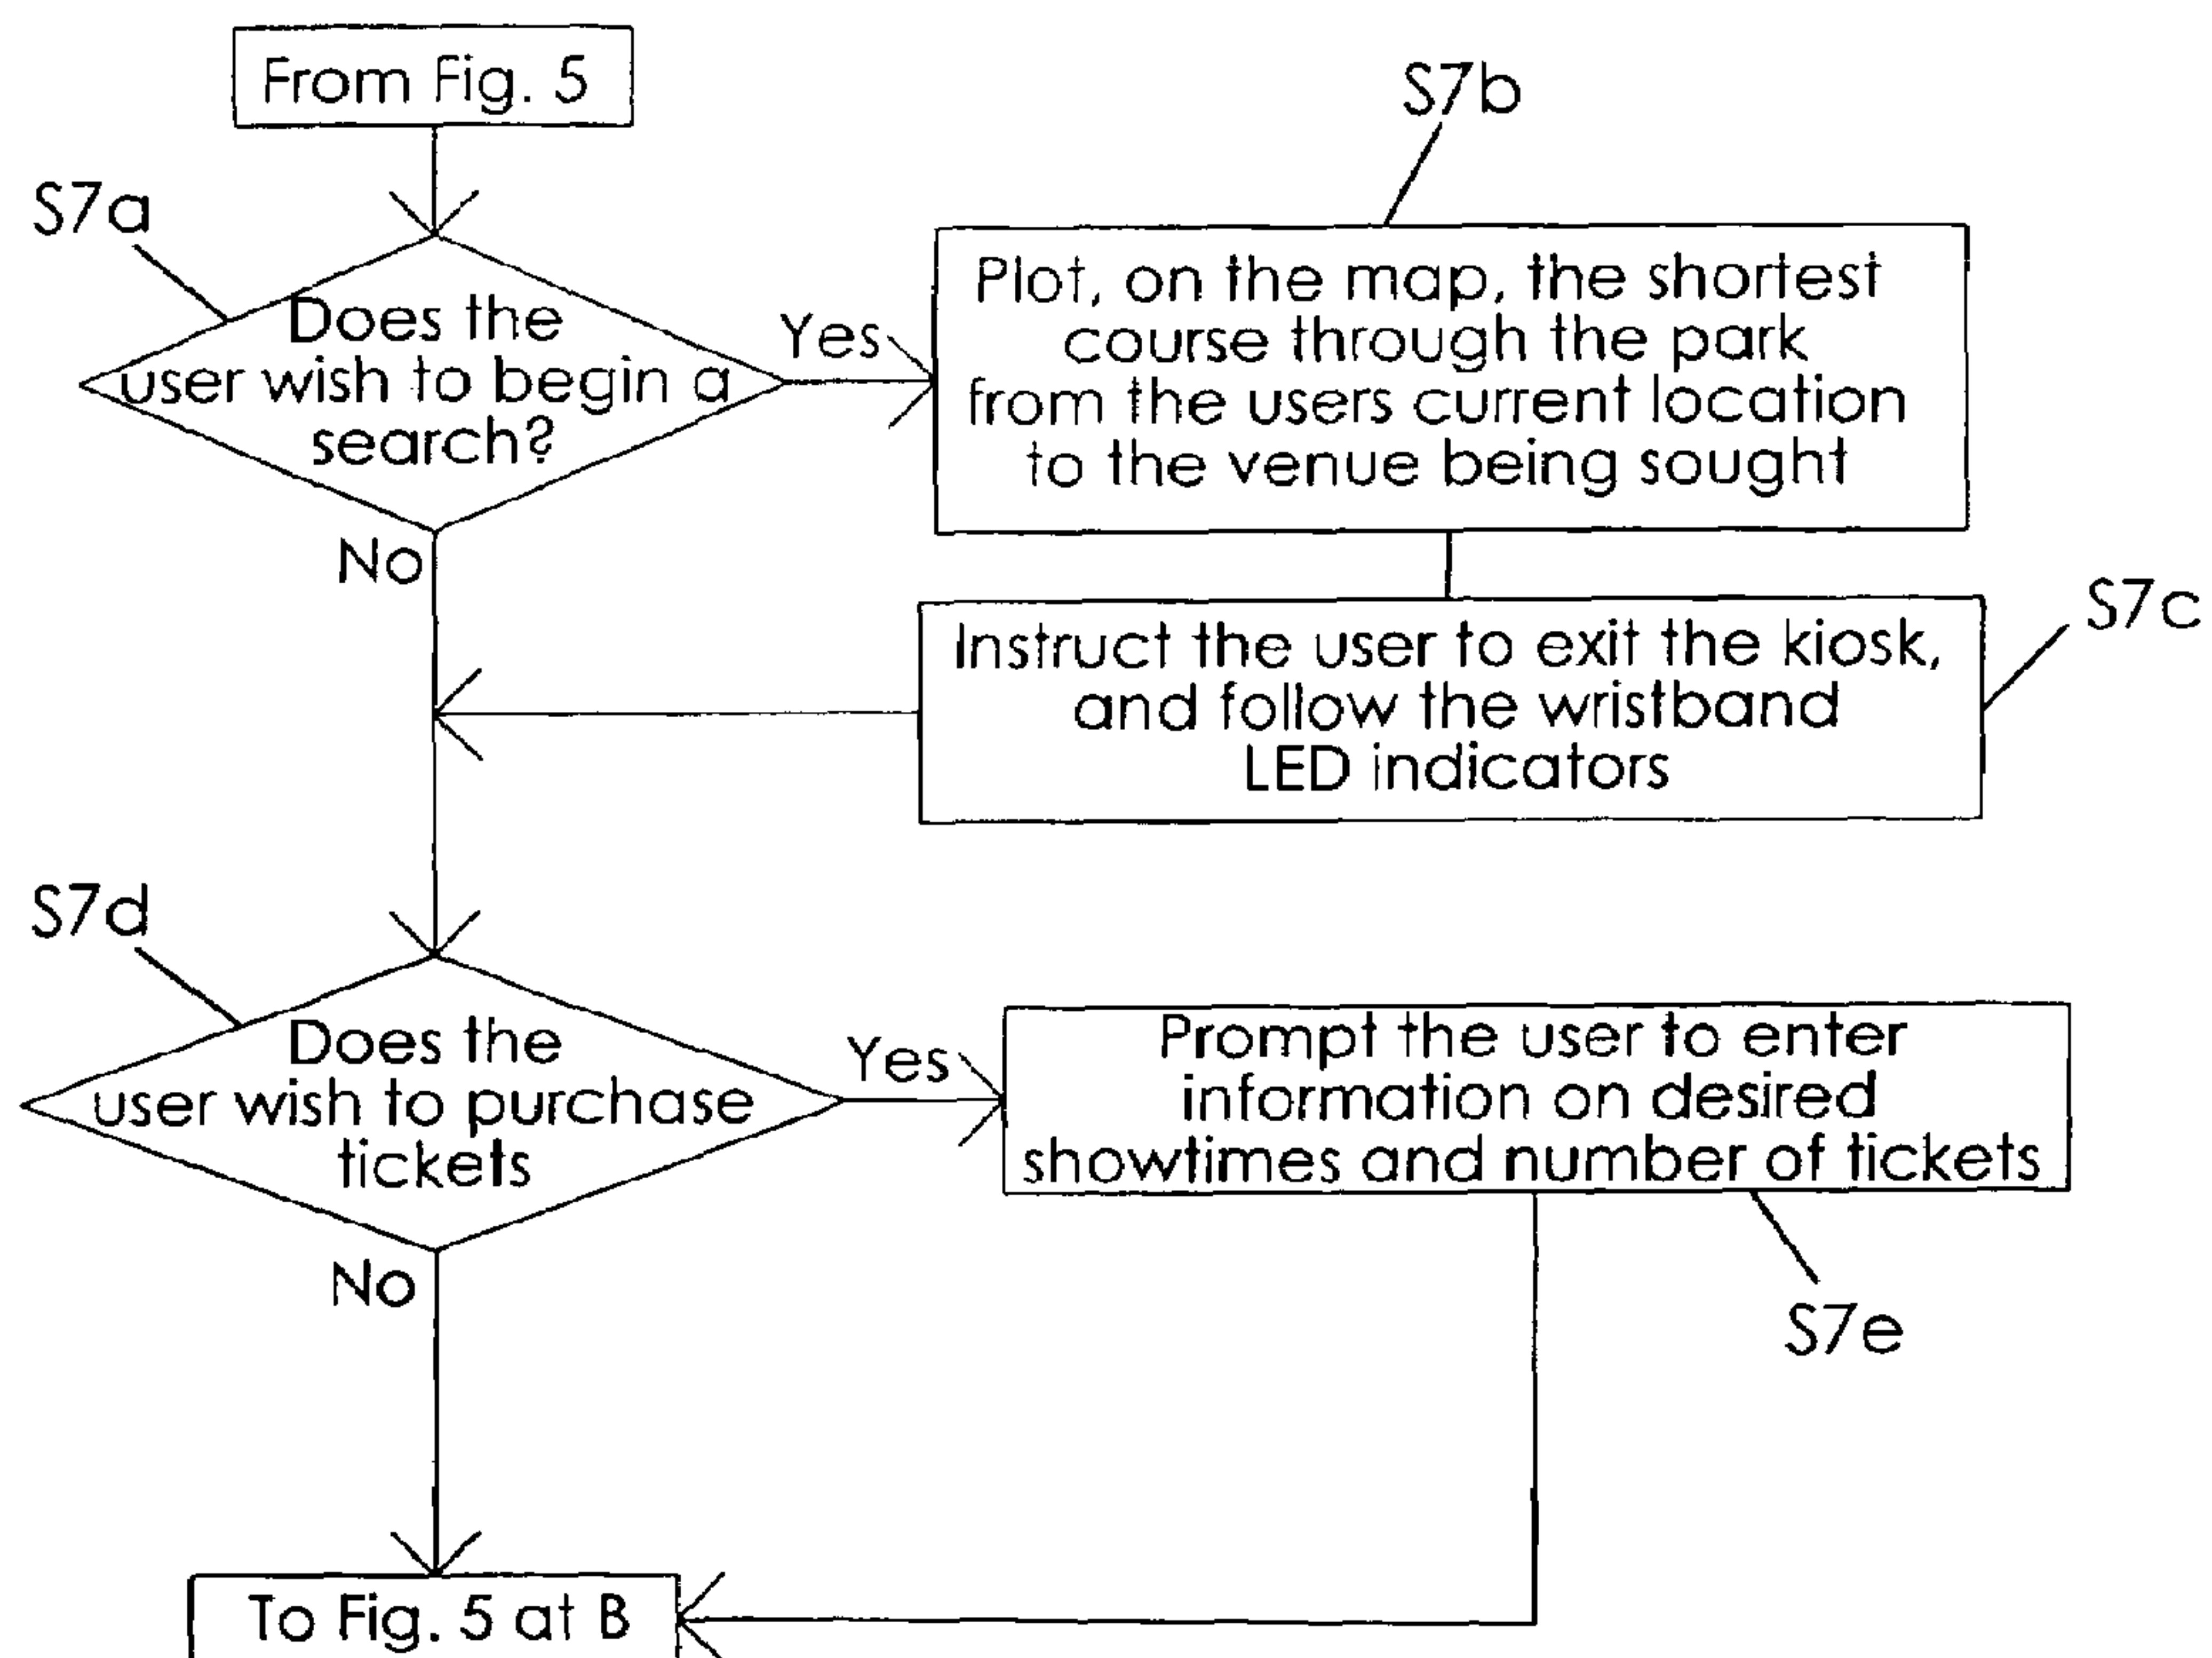 From Fig. 5
S7b
S7a
Does the
user wish to begin a
search?
Yes
Plot, on the map, the shortest
course through the park
from the users current location
to the venue being sought
No
S7c
Instruct the user to exit the kiosk,
and follow the wristband
LED indicators
S7d
Does the
user wish to purchase
tickets
Yes
Prompt the user to enter
information on desired
showtimes and number of tickets
No
S7e
To Fig. 5 at B